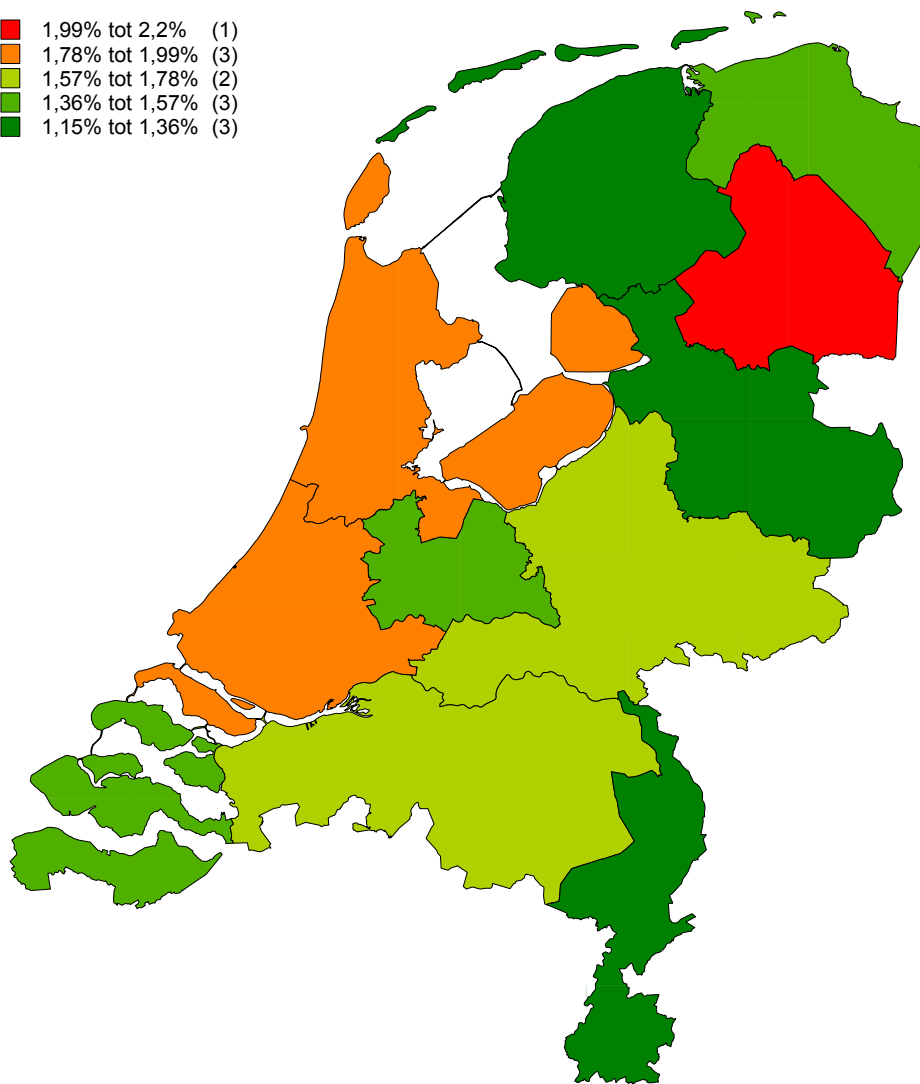 1,99% tot 2,2% (1)
1,78% tot 1,99% (3)
1,57% tot 1,78% (2)
1,36% tot 1,57% (3)
1,15% tot 1,36% (3)